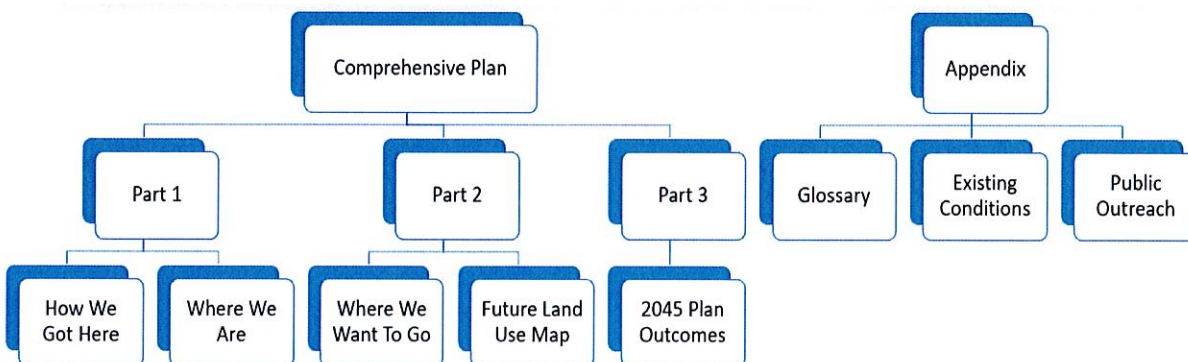 Comprehensive Plan
Appendix
Part 1
Part 2
Part 3
Glossary
Existing
Conditions
Public
Outreach
How We
Got Here
Where We
Are
Where We
Want To Go
Future Land
Use Map
2045 Plan
Outcomes